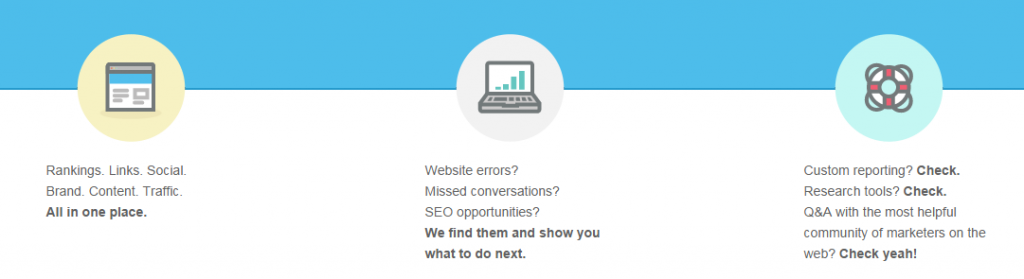 Rankings. Links. Social.
Brand. Content. Traffic.
All in one place.
Website errors?
Missed conversations?
SEO opportunities?
We find them and show you
what to do next.
Custom reporting? Check.
Research tools? Check.
Q&A with the most helpful
community of marketers on the
web? Check yeah!